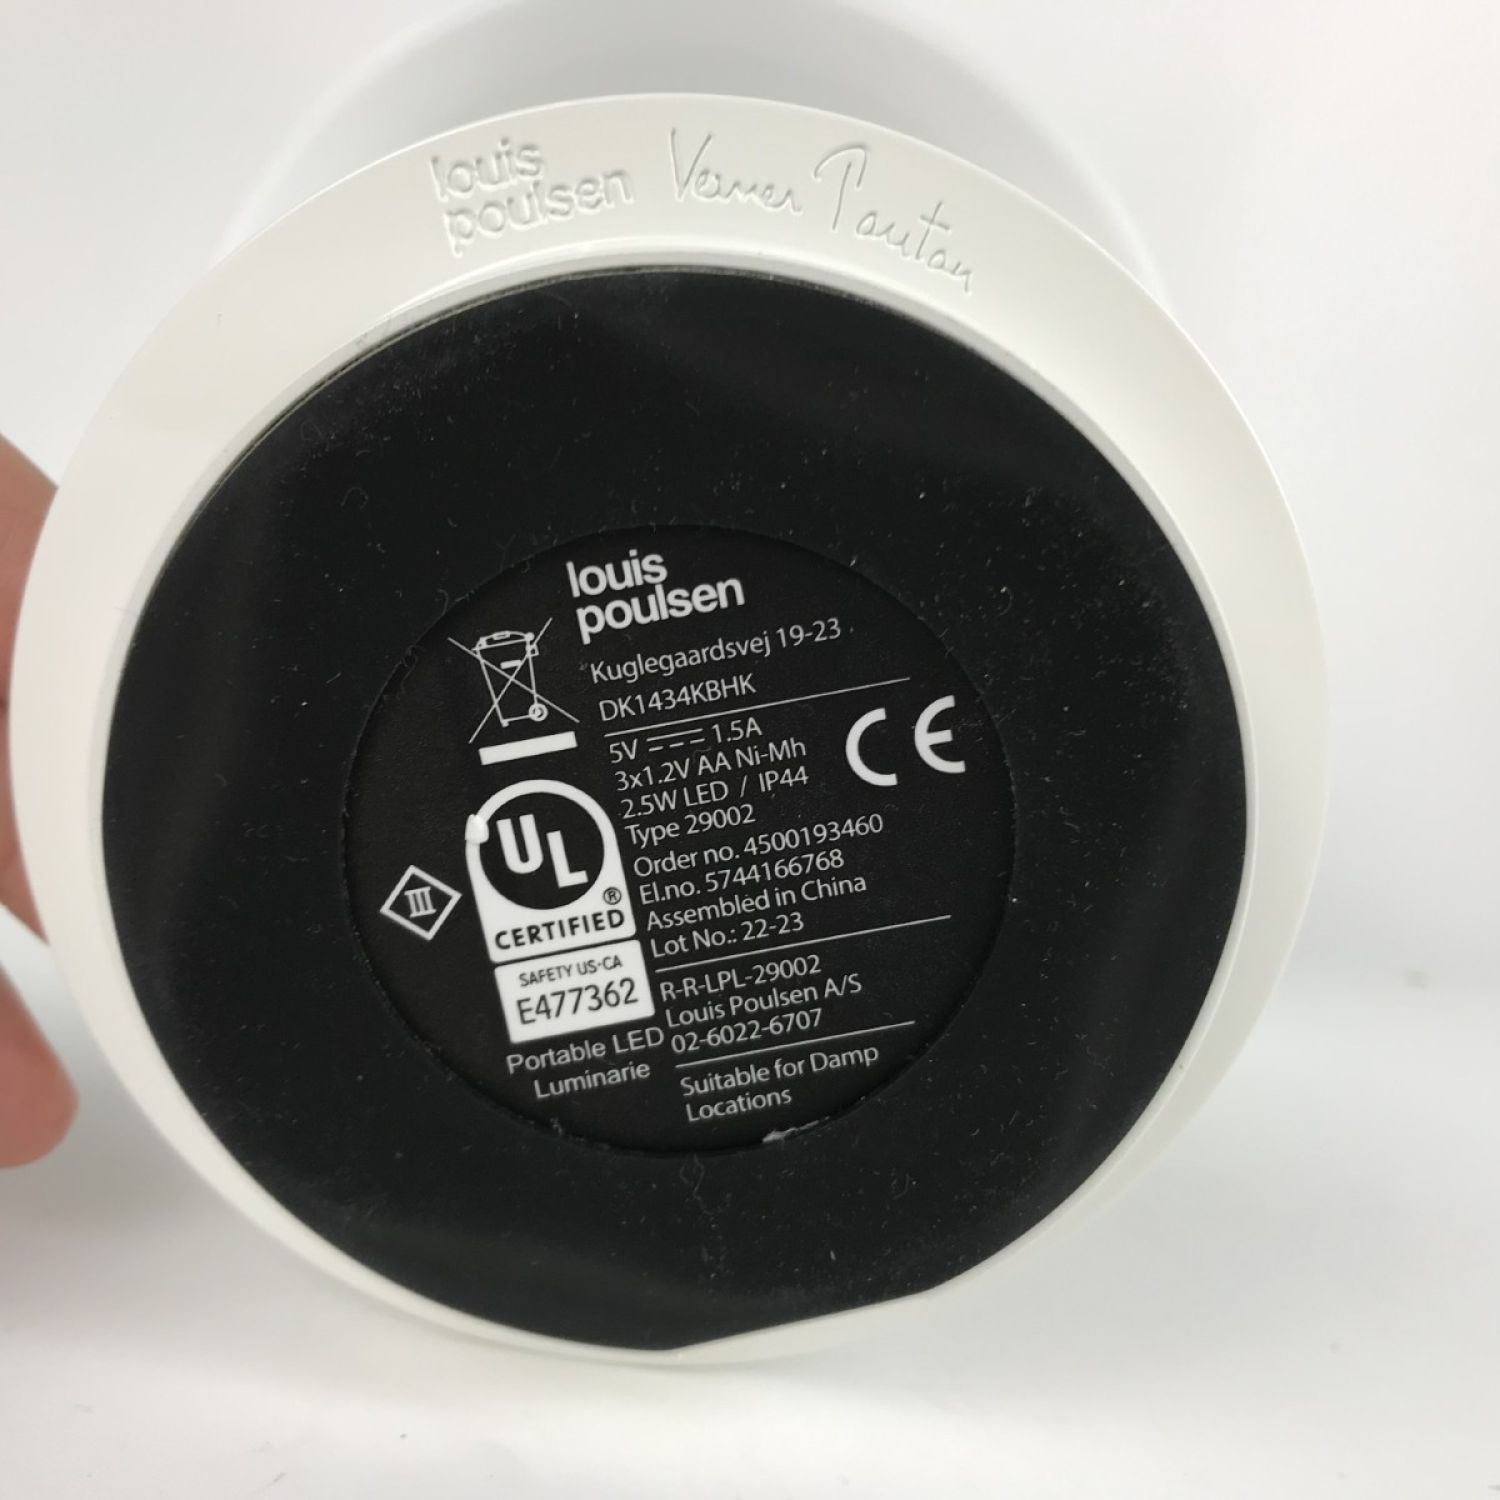 louis
poulsen
Verner Panton
louis
poulsen
Kuglegaardsvej 19-23
DK1434KBHK
5V 1.5A
3x1.2V AA Ni-Mh
2.5W LED / IP44
Type 29002
Order no. 4500193460
El.no. 5744166768
Assembled in China
Lot No.: 22-23
R-R-LPL-29002
Louis Poulsen A/S
02-6022-6707
Suitable for Damp
Locations
CE
III
UL
®
CERTIFIED
SAFETY US-CA
E477362
Portable LED
Luminarie